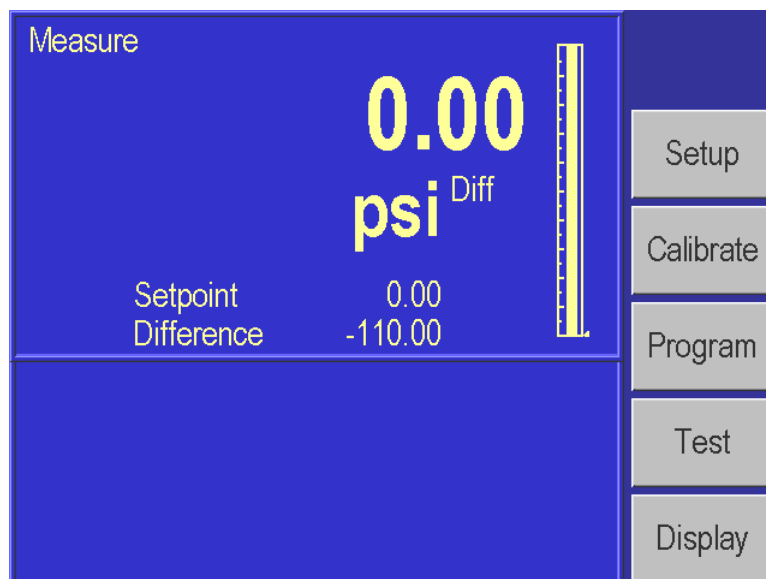 Measure
0.00
psi Diff
Setpoint 0.00
Difference -110.00
Setup
Calibrate
Program
Test
Display